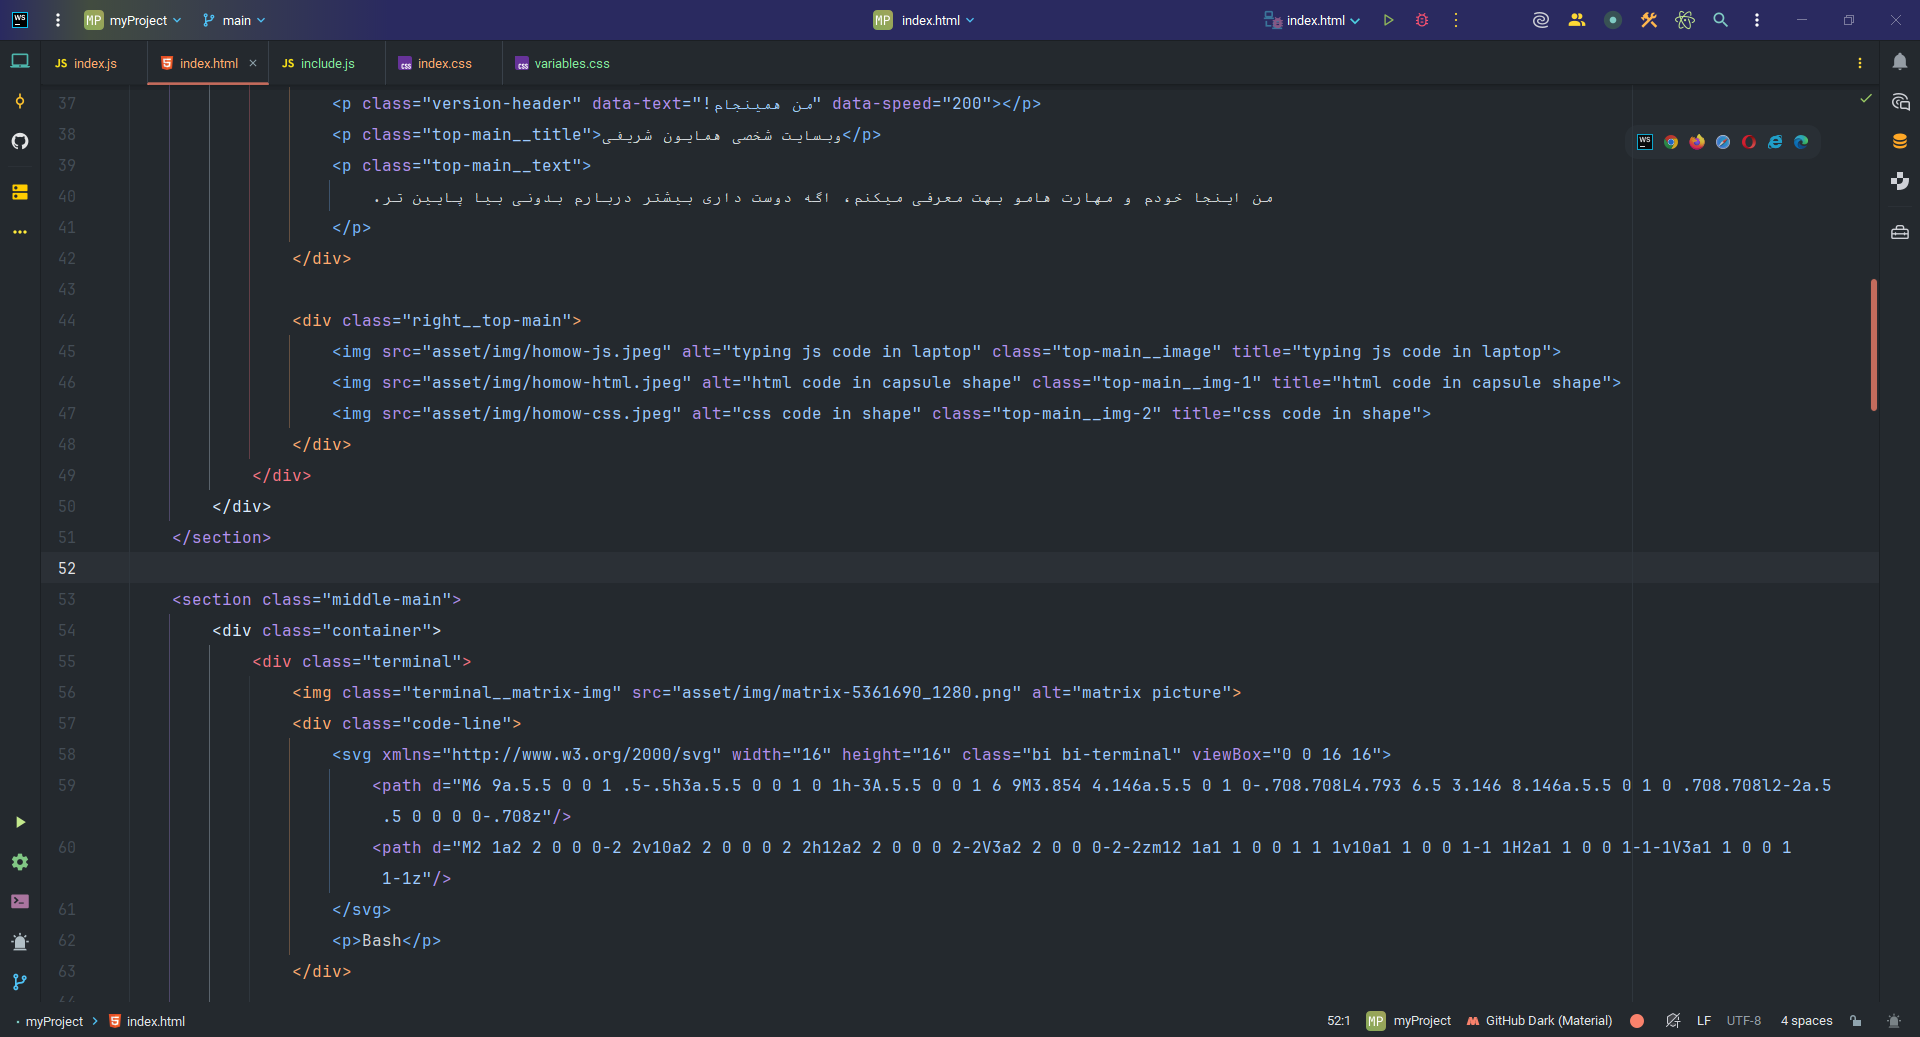 WS
MP myProject
main
MP index.html
index.html
JS index.js
index.html ×
JS include.js
CSS index.css
CSS variables.css
37 <p class="version-header" data-text="من همینجام!" data-speed="200"></p>
38 <p class="top-main__title">وبسایت شخصی همایون شریفی</p>
39 <p class="top-main__text">
40 من اینجا خودم و مهارت هامو بهت معرفی میکنم، اگه دوست داری بیشتر دربارم بدونی بیا پایین تر.
41 </p>
42 </div>
43
44 <div class="right__top-main">
45 <img src="asset/img/homow-js.jpeg" alt="typing js code in laptop" class="top-main__image" title="typing js code in laptop">
46 <img src="asset/img/homow-html.jpeg" alt="html code in capsule shape" class="top-main__img-1" title="html code in capsule shape">
47 <img src="asset/img/homow-css.jpeg" alt="css code in shape" class="top-main__img-2" title="css code in shape">
48 </div>
49 </div>
50 </div>
51 </section>
52
53 <section class="middle-main">
54 <div class="container">
55 <div class="terminal">
56 <img class="terminal__matrix-img" src="asset/img/matrix-5361690_1280.png" alt="matrix picture">
57 <div class="code-line">
58 <svg xmlns="http://www.w3.org/2000/svg" width="16" height="16" class="bi bi-terminal" viewBox="0 0 16 16">
59 <path d="M6 9a.5.5 0 0 1 .5-.5h3a.5.5 0 0 1 0 1h-3A.5.5 0 0 1 6 9M3.854 4.146a.5.5 0 1 0-.708.708L4.793 6.5 3.146 8.146a.5.5 0 1 0 .708.708l2-2a.5
.5 0 0 0 0-.708z"/>
60 <path d="M2 1a2 2 0 0 0-2 2v10a2 2 0 0 0 2 2h12a2 2 0 0 0 2-2V3a2 2 0 0 0-2-2zm12 1a1 1 0 0 1 1 1v10a1 1 0 0 1-1 1H2a1 1 0 0 1-1-1V3a1 1 0 0 1
1-1z"/>
61 </svg>
62 <p>Bash</p>
63 </div>
myProject > index.html
52:1
MP myProject
GitHub Dark (Material)
LF
UTF-8
4 spaces